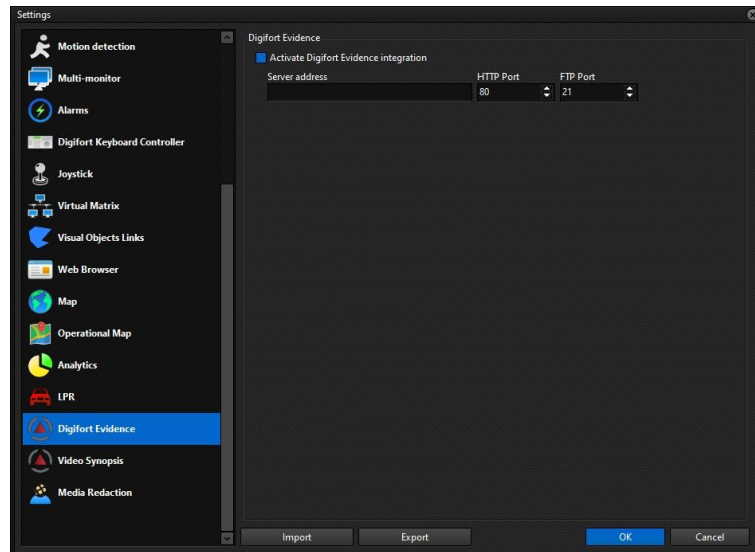 Settings
Motion detection
Multi-monitor
Alarms
Digifort Keyboard Controller
Joystick
Virtual Matrix
Visual Objects Links
Web Browser
Map
Operational Map
Analytics
LPR
Digifort Evidence
Video Synopsis
Media Redaction
Digifort Evidence
Activate Digifort Evidence integration
Server address HTTP Port FTP Port
80 21
Import Export OK Cancel